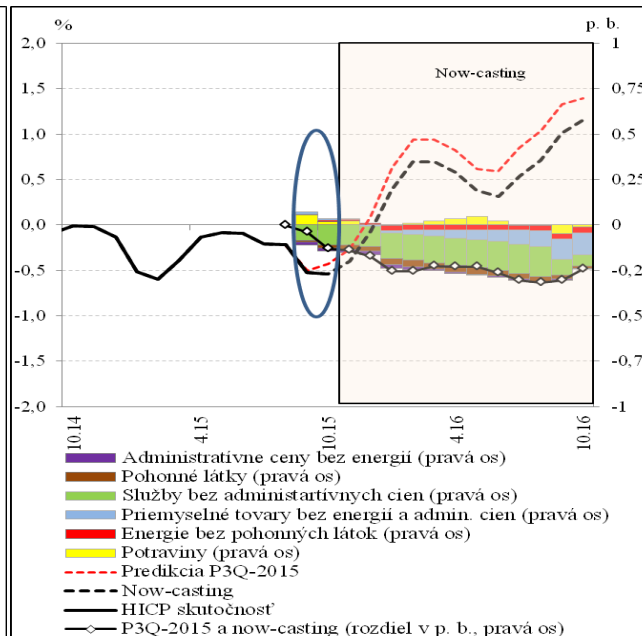 % p. b.
2,0 1
1,5 0,75
1,0 0,5
0,5 0,25
0,0 0
-0,5 -0,2
-1,0 -0,5
-1,5 -0,7
-2,0 -1
Now-casting
10.14 4.15 10.15 4.16 10.16
Administratívne ceny bez energií (pravá os)
Pohonné látky (pravá os)
Služby bez administartívnych cien (pravá os)
Priemyselné tovary bez energií a admin. cien (pravá os)
Energie bez pohonných látok (pravá os)
Potraviny (pravá os)
Predikcia P3Q-2015
Now-casting
HICP skutočnosť
P3Q-2015 a now-casting (rozdiel v p. b., pravá os)